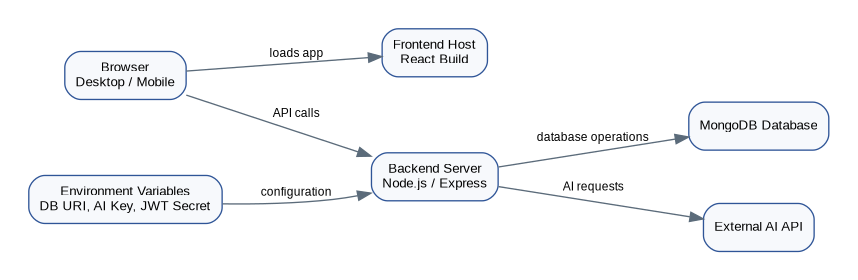 Browser
Desktop / Mobile
loads app
Frontend Host
React Build
API calls
Environment Variables
DB URI, AI Key, JWT Secret
configuration
Backend Server
Node.js / Express
database operations
MongoDB Database
AI requests
External AI API